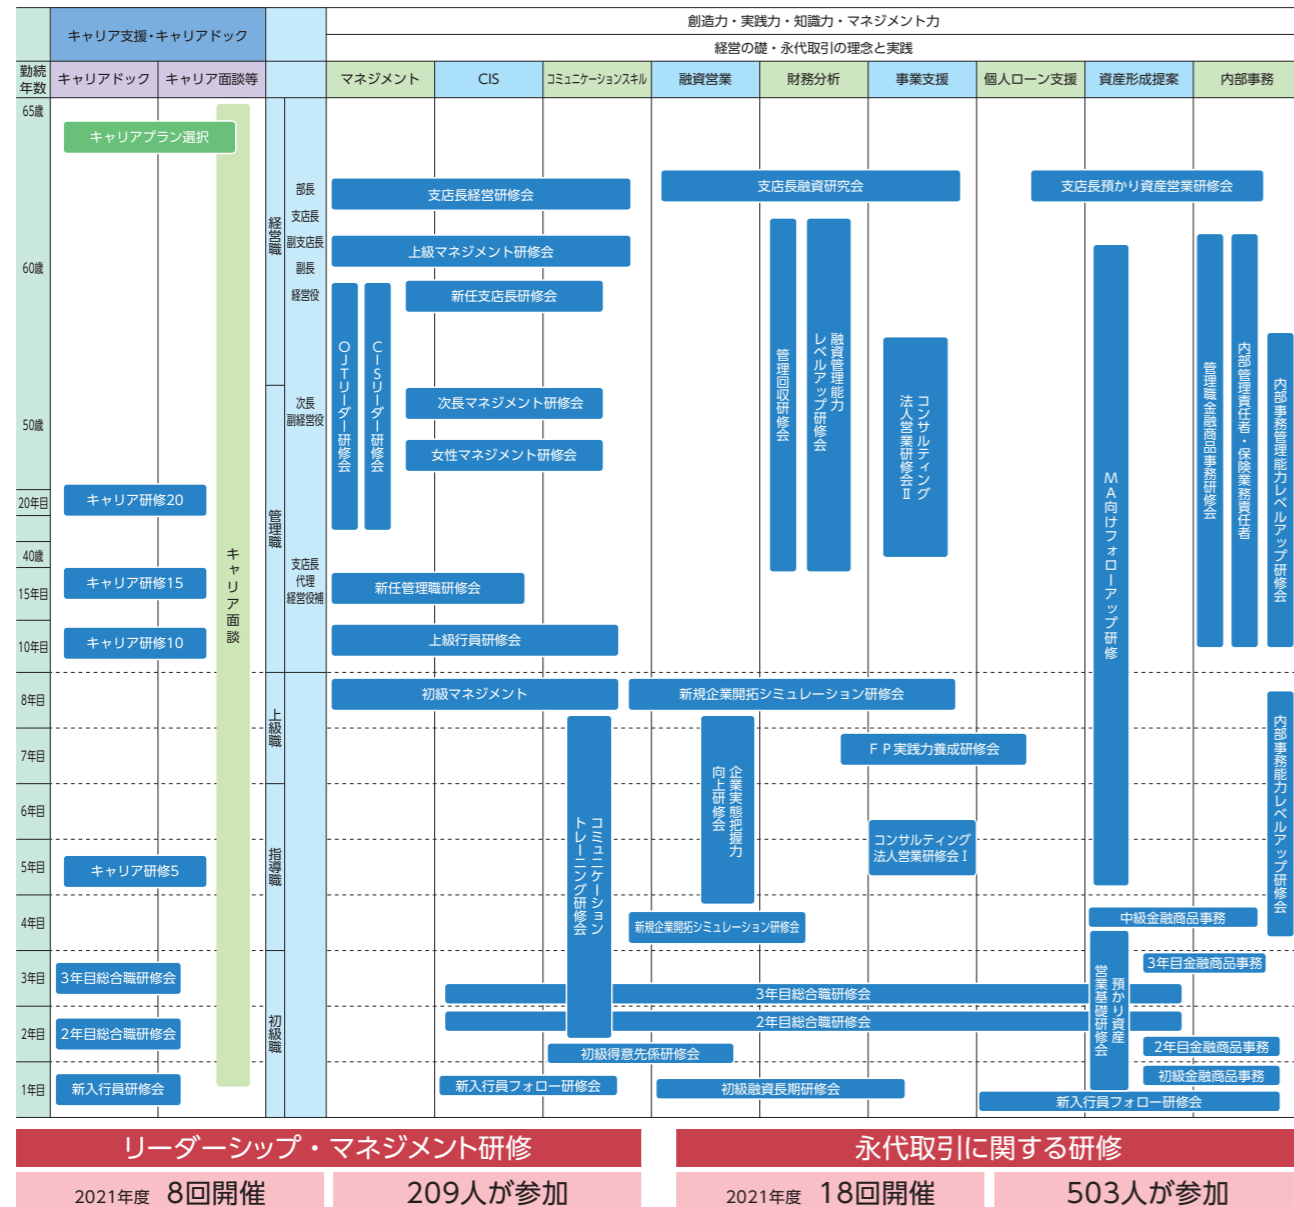 キャリア支援・キャリアドック
創造力・実践力・知識力・マネジメント力
経営の礎・永代取引の理念と実践
勤続
年数
キャリアドック
キャリア面談等
マネジメント
CIS
コミュニケーションスキル
融資営業
財務分析
事業支援
個人ローン支援
資産形成提案
内部事務
65歳
60歳
50歳
20年目
40歳
15年目
10年目
8年目
7年目
6年目
5年目
4年目
3年目
2年目
1年目
キャリアプラン選択
キャリア研修20
キャリア研修15
キャリア研修10
キャリア研修5
3年目総合職研修会
2年目総合職研修会
新入行員研修会
キャリア面談
経営職
管理職
上級職
指導職
初級職
部長
支店長
副支店長
副長
経営役
次長
副経営役
支店長
代理
経営役補
支店長経営研修会
上級マネジメント研修会
新任支店長研修会
OJTリーダー研修会
CISリーダー研修会
次長マネジメント研修会
女性マネジメント研修会
新任管理職研修会
上級行員研修会
初級マネジメント
コミュニケーション
トレーニング研修会
支店長融資研究会
管理回収研修会
融資管理能力
レベルアップ研修会
コンサルティング
法人営業研修会Ⅱ
新規企業開拓シミュレーション研修会
企業実態把握力
向上研修会
FP実践力養成研修会
コンサルティング
法人営業研修会Ⅰ
新規企業開拓シミュレーション研修会
3年目総合職研修会
2年目総合職研修会
初級得意先係研修会
新入行員フォロー研修会
初級融資長期研修会
支店長預かり資産営業研修会
MA向けフォローアップ研修
管理職金融商品事務研修会
内部管理責任者・保険業務責任者
内部事務管理能力レベルアップ研修会
内部事務能力レベルアップ研修会
中級金融商品事務
預かり資産
営業基礎研修会
3年目金融商品事務
2年目金融商品事務
初級金融商品事務
新入行員フォロー研修会
リーダーシップ・マネジメント研修
2021年度 8回開催
209人が参加
永代取引に関する研修
2021年度 18回開催
503人が参加